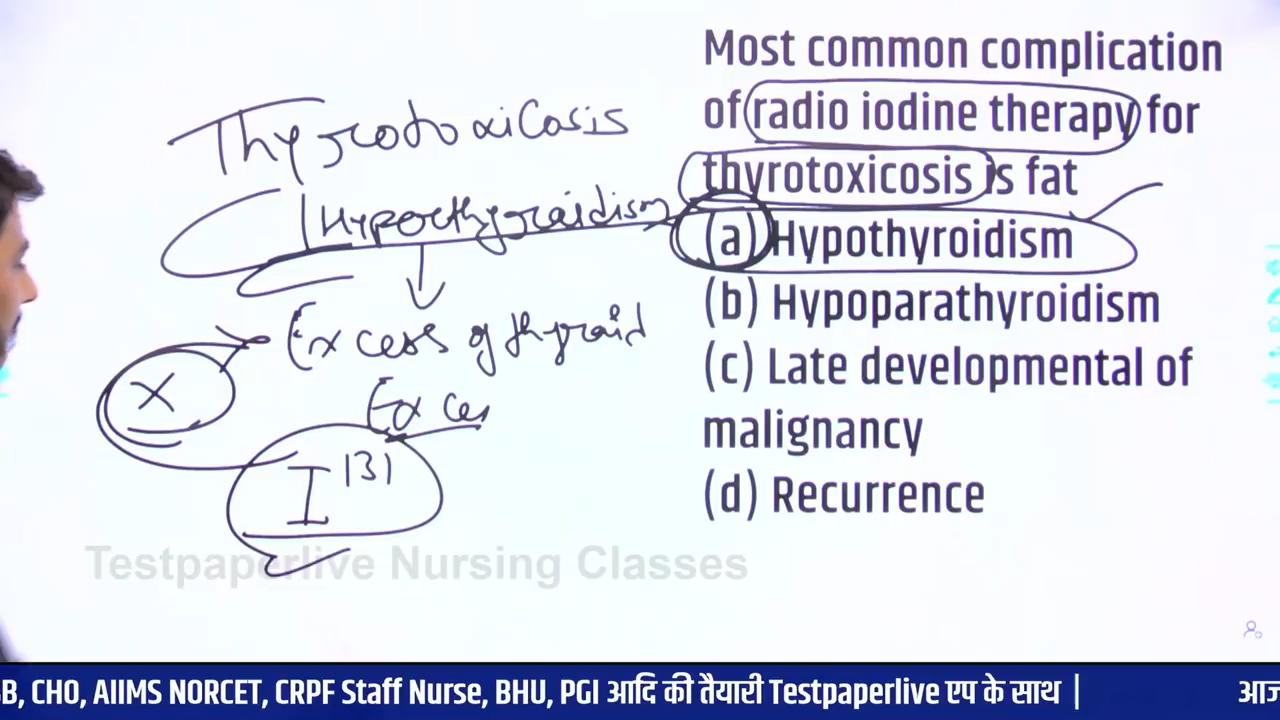 Most common complication
of radio iodine therapy for
thyrotoxicosis is fat
(a) Hypothyroidism
(b) Hypoparathyroidism
(c) Late developmental of
malignancy
(d) Recurrence
Thyrotoxicosis
Excess of thyroid
Exces
X
I131
Testpaperlive Nursing Classes
B, CHO, AIIMS NORCET, CRPF Staff Nurse, BHU, PGI आदि की तैयारी Testpaperlive एप के साथ | आज